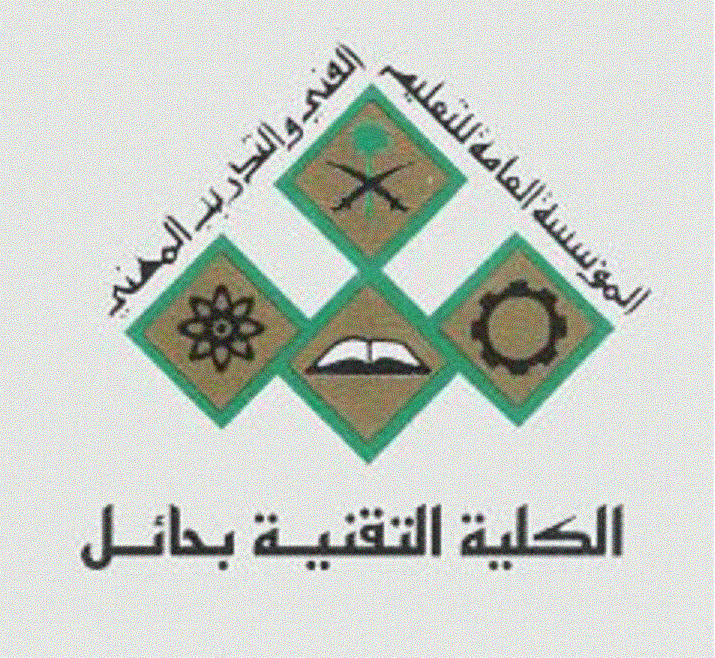 المؤسسة العامة للتعليم
الفني والتدريب المهني
الكلية التقنية بحائل